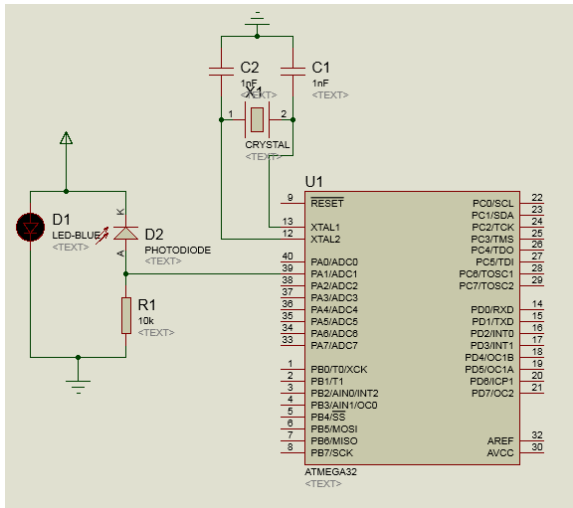 C2
1nF
<TEXT>
C1
1nF
<TEXT>
X1
1
2
CRYSTAL
<TEXT>
D1
LED-BLUE
<TEXT>
K
A
D2
PHOTODIODE
<TEXT>
R1
10k
<TEXT>
U1
9 RESET
13 XTAL1
12 XTAL2
40 PA0/ADC0
39 PA1/ADC1
38 PA2/ADC2
37 PA3/ADC3
36 PA4/ADC4
35 PA5/ADC5
34 PA6/ADC6
33 PA7/ADC7
1 PB0/T0/XCK
2 PB1/T1
3 PB2/AIN0/INT2
4 PB3/AIN1/OC0
5 PB4/SS
6 PB5/MOSI
7 PB6/MISO
8 PB7/SCK
PC0/SCL 22
PC1/SDA 23
PC2/TCK 24
PC3/TMS 25
PC4/TDO 26
PC5/TDI 27
PC6/TOSC1 28
PC7/TOSC2 29
PD0/RXD 14
PD1/TXD 15
PD2/INT0 16
PD3/INT1 17
PD4/OC1B 18
PD5/OC1A 19
PD6/ICP1 20
PD7/OC2 21
AREF 32
AVCC 30
ATMEGA32
<TEXT>